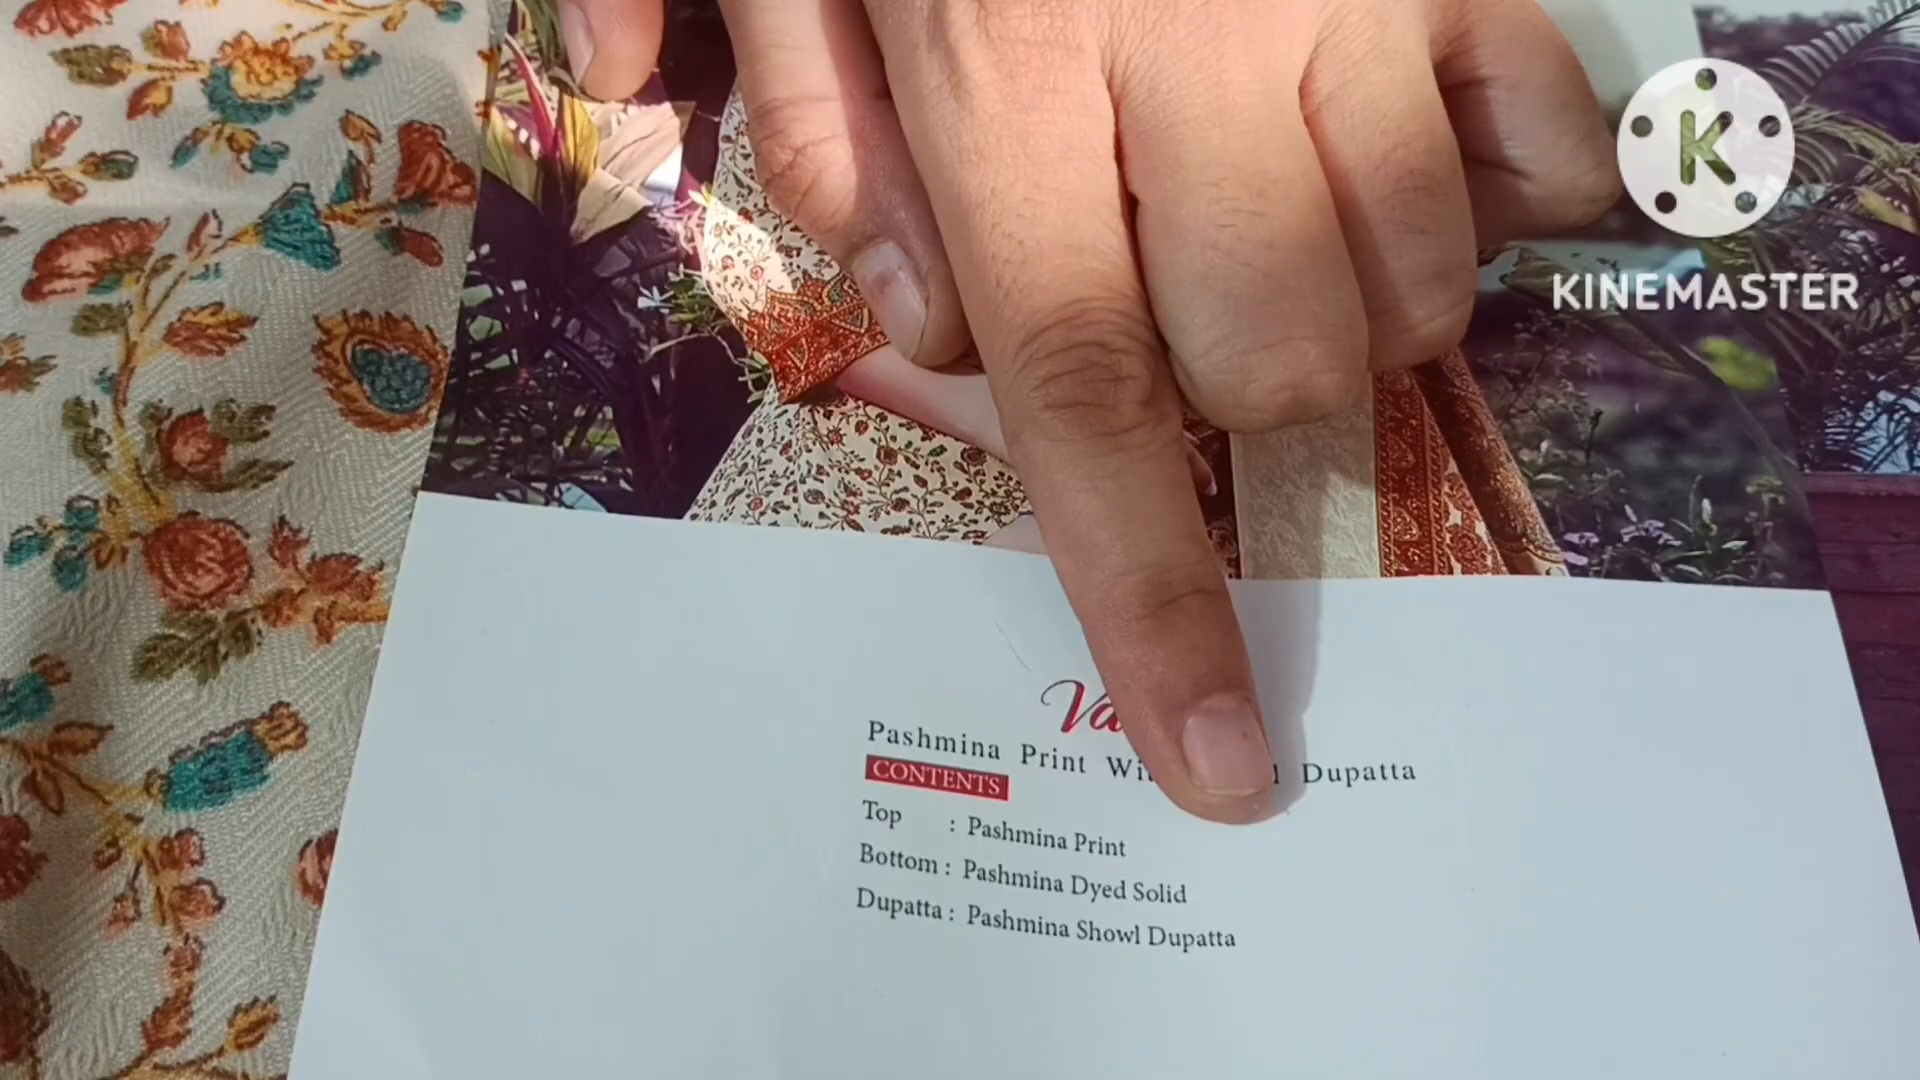 K
KINEMASTER
Pashmina Print Dupatta
CONTENTS
Top : Pashmina Print
Bottom : Pashmina Dyed Solid
Dupatta : Pashmina Showl Dupatta